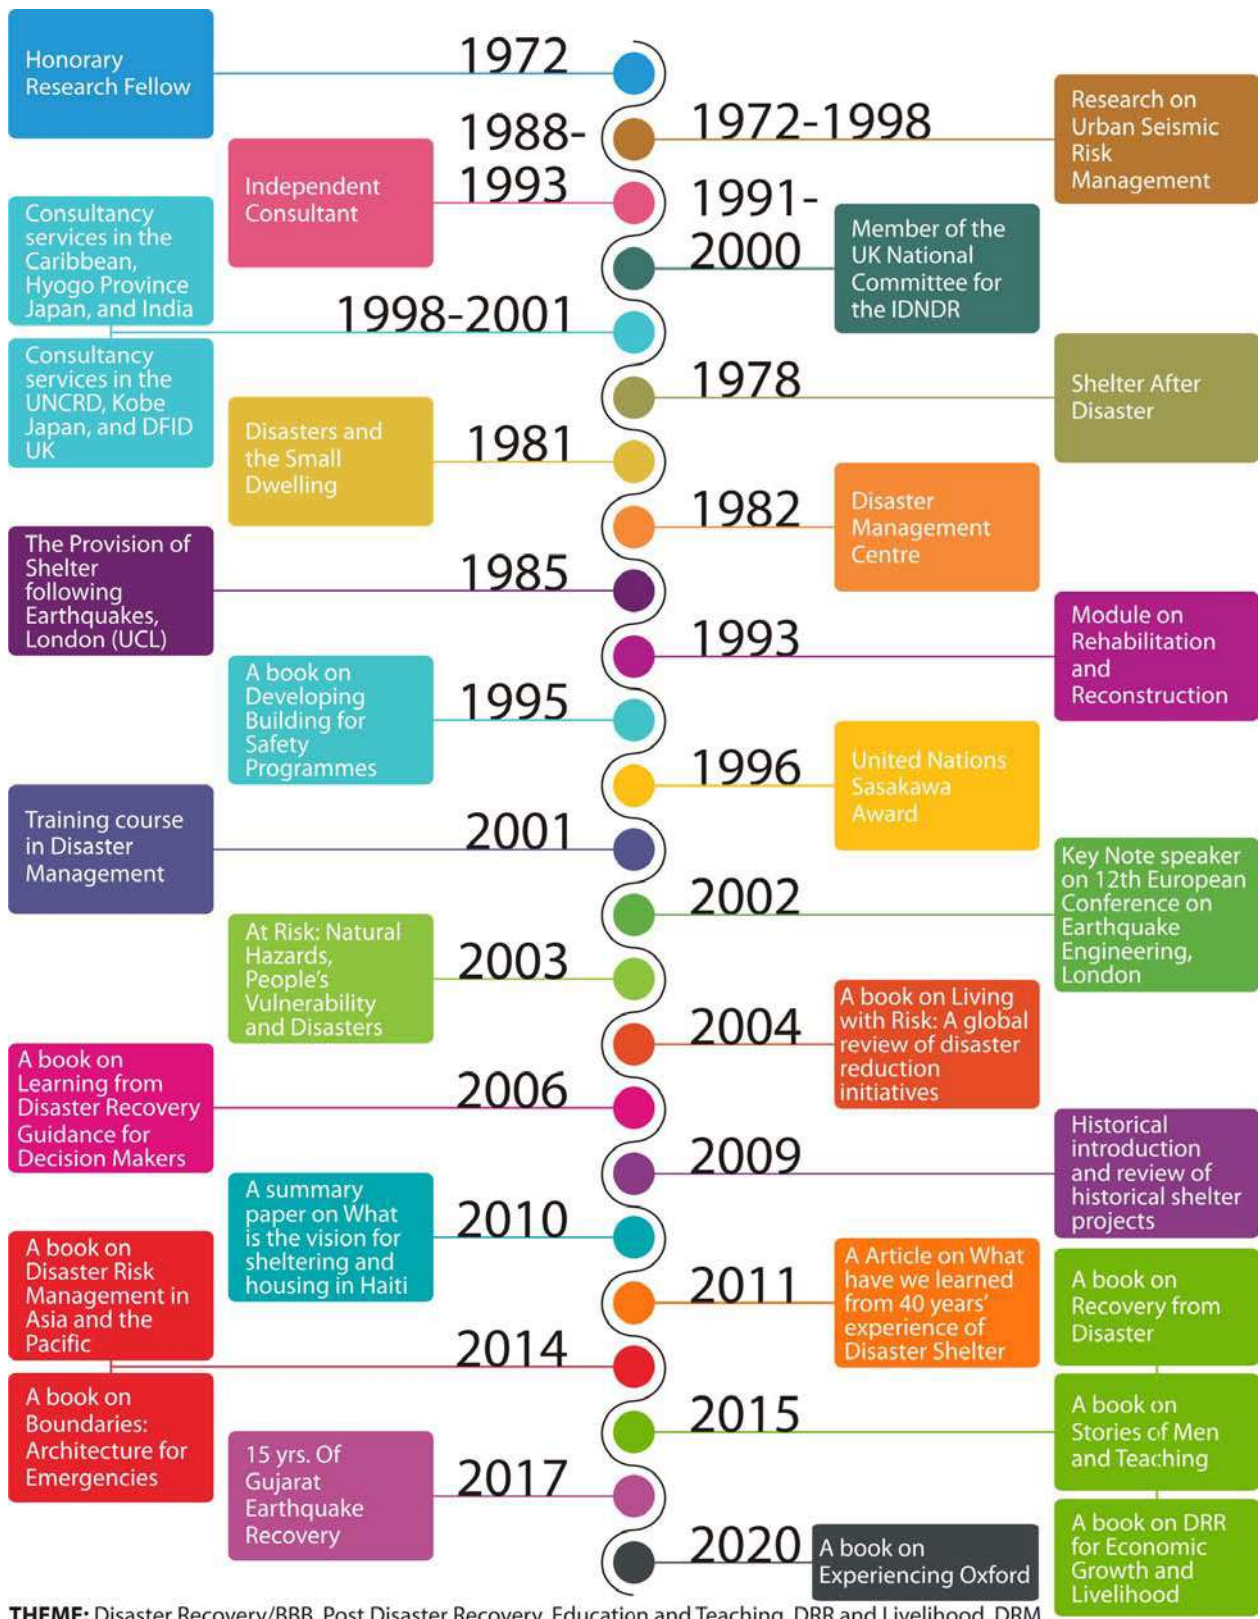 1972
Honorary
Research Fellow
1972-1998
Research on
Urban Seismic
Risk
Management
1988-
1993
Independent
Consultant
1991-
2000
Member of the
UK National
Committee for
the IDNDR
1998-2001
Consultancy
services in the
Caribbean,
Hyogo Province
Japan, and India
Consultancy
services in the
UNCRD, Kobe
Japan, and DFID
UK
1978
Shelter After
Disaster
1981
Disasters and
the Small
Dwelling
1982
Disaster
Management
Centre
1985
The Provision of
Shelter
following
Earthquakes,
London (UCL)
1993
Module on
Rehabilitation
and
Reconstruction
1995
A book on
Developing
Building for
Safety
Programmes
1996
United Nations
Sasakawa
Award
2001
Training course
in Disaster
Management
2002
Key Note speaker
on 12th European
Conference on
Earthquake
Engineering,
London
2003
At Risk: Natural
Hazards,
People's
Vulnerability
and Disasters
2004
A book on Living
with Risk: A global
review of disaster
reduction
initiatives
2006
A book on
Learning from
Disaster Recovery
Guidance for
Decision Makers
2009
Historical
introduction
and review of
historical shelter
projects
2010
A summary
paper on What
is the vision for
sheltering and
housing in Haiti
2011
A Article on What
have we learned
from 40 years'
experience of
Disaster Shelter
2014
A book on
Disaster Risk
Management in
Asia and the
Pacific
A book on
Boundaries:
Architecture for
Emergencies
2015
A book on
Recovery from
Disaster
A book on
Stories of Men
and Teaching
A book on DRR
for Economic
Growth and
Livelihood
2017
15 yrs. Of
Gujarat
Earthquake
Recovery
2020
A book on
Experiencing Oxford
THEME: Disaster Recovery/BBB, Post Disaster Recovery, Education and Teaching, DRR and Livelihood, DRM